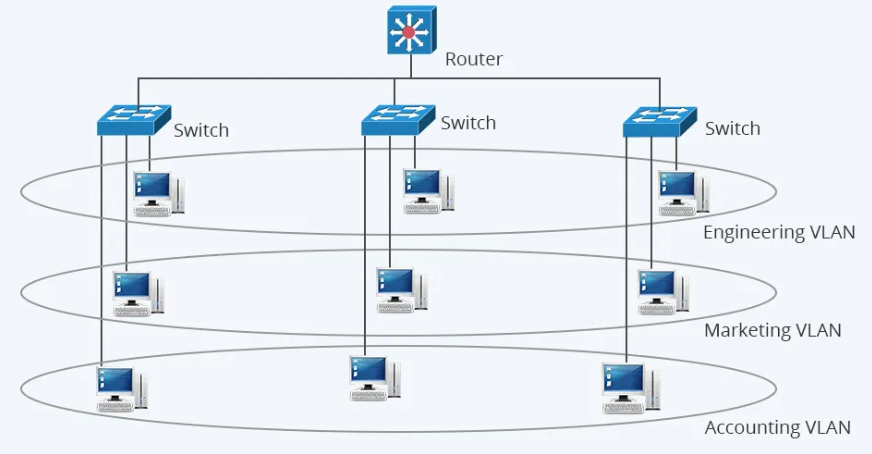 Router
Switch
Switch
Switch
Engineering VLAN
Marketing VLAN
Accounting VLAN